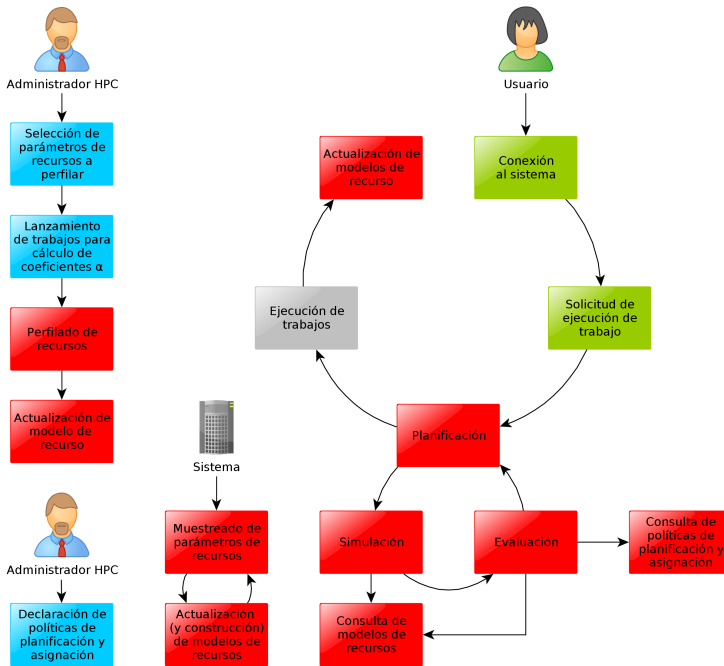 Administrador HPC
Selección de
parámetros de
recursos a
perfilar
Lanzamiento
de trabajos para
cálculo de
coeficientes α
Perfilado de
recursos
Actualización de
modelo de
recurso
Administrador HPC
Declaración de
políticas de
planificación y
asignación
Sistema
Muestreado de
parámetros de
recursos
Actualización
(y construcción)
de modelos de
recursos
Usuario
Conexión
al sistema
Solicitud de
ejecución de
trabajo
Planificación
Ejecución de
trabajos
Actualización de
modelos de
recurso
Simulación
Evaluación
Consulta de
políticas de
planificación y
asignación
Consulta de
modelos de
recursos